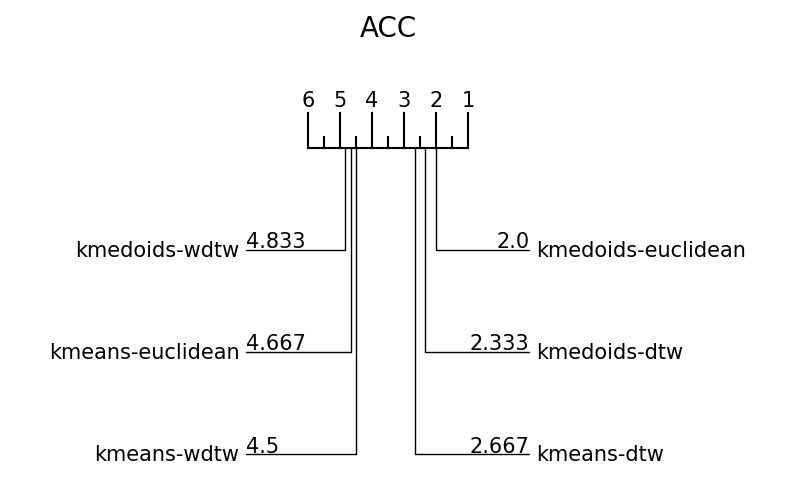 ACC
6 5 4 3 2 1
kmedoids-wdtw 4.833 2.0 kmedoids-euclidean
kmeans-euclidean 4.667 2.333 kmedoids-dtw
kmeans-wdtw 4.5 2.667 kmeans-dtw